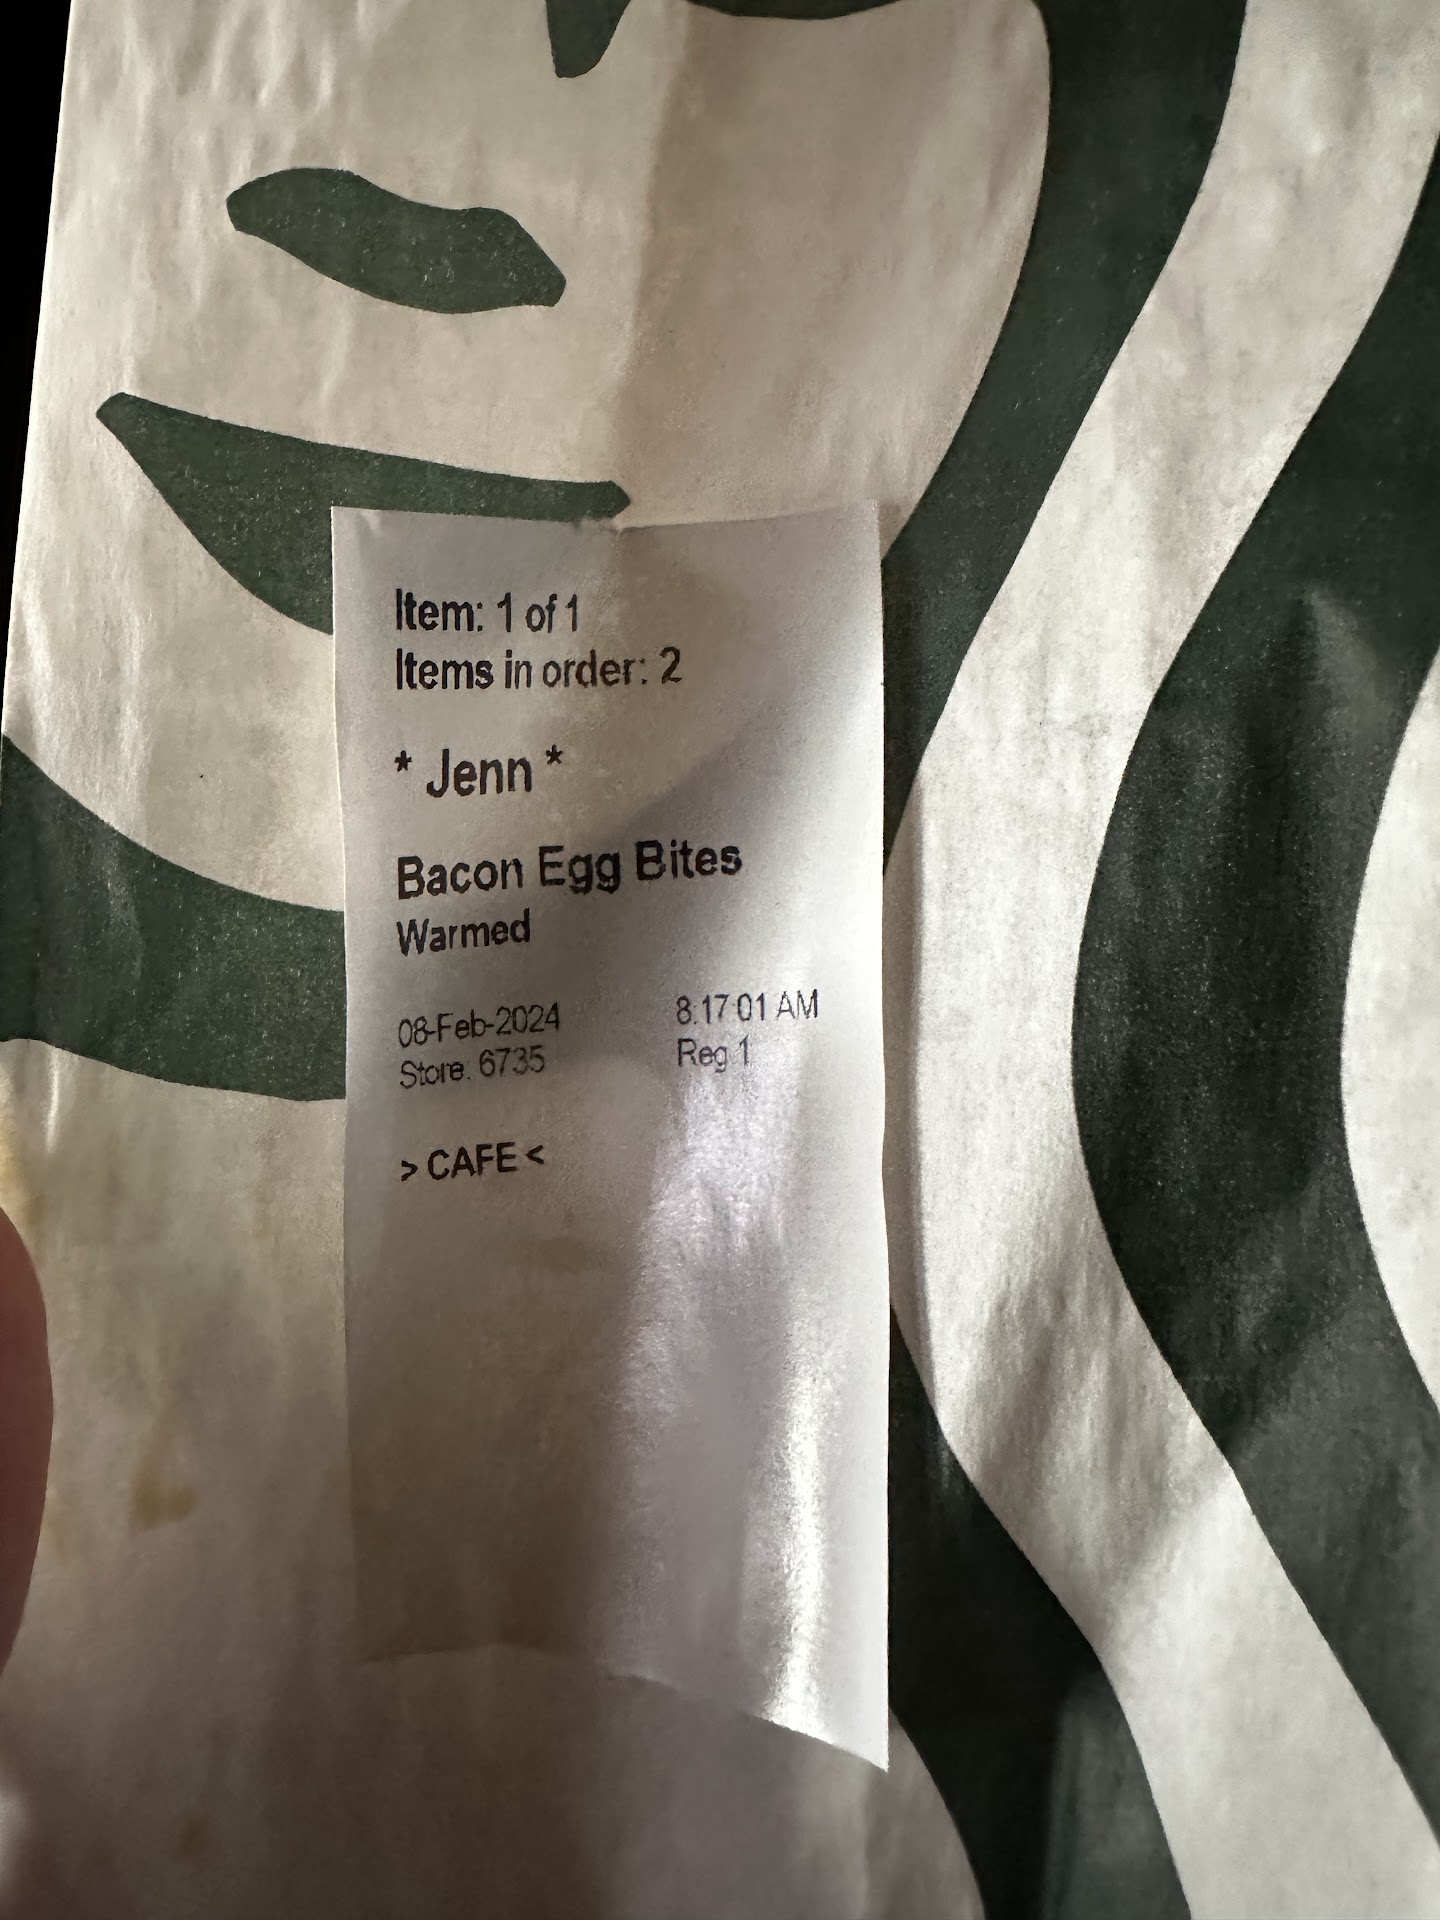 Item: 1 of 1
Items in order: 2
* Jenn *
Bacon Egg Bites
Warmed
08-Feb-2024 8:17:01 AM
Store: 6735 Reg 1
> CAFE <